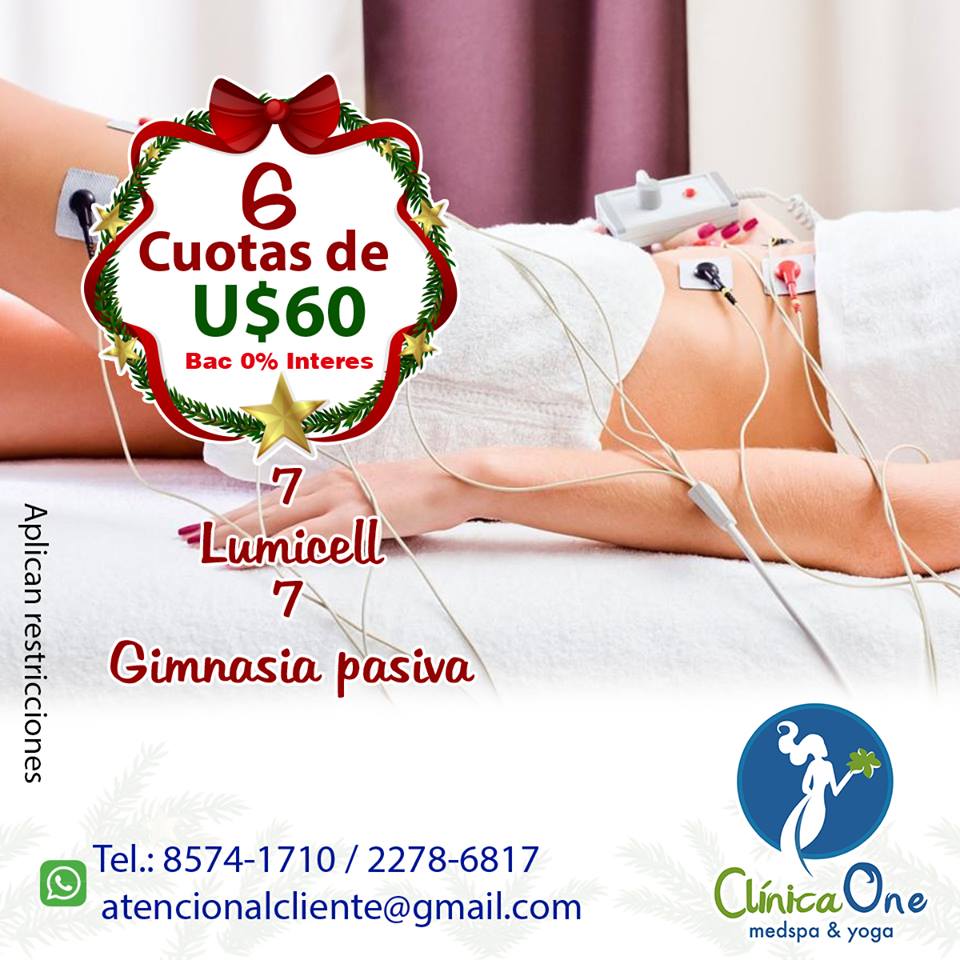 6
Cuotas de
U$60
Bac 0% Interes
7
Lumicell
7
Gimnasia pasiva
Aplican restricciones
Tel.: 8574-1710 / 2278-6817
atencionalcliente@gmail.com
Clínica One
medspa & yoga